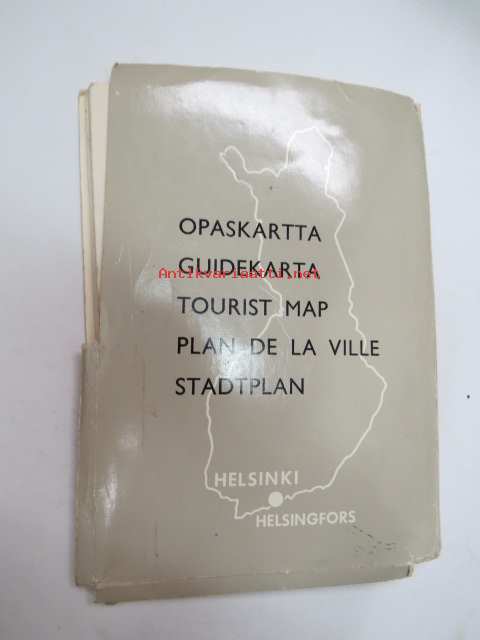 OPASKARTTA
GUIDEKARTA
Antikvariaatti.net
TOURIST MAP
PLAN DE LA VILLE
STADTPLAN
HELSINKI
HELSINGFORS